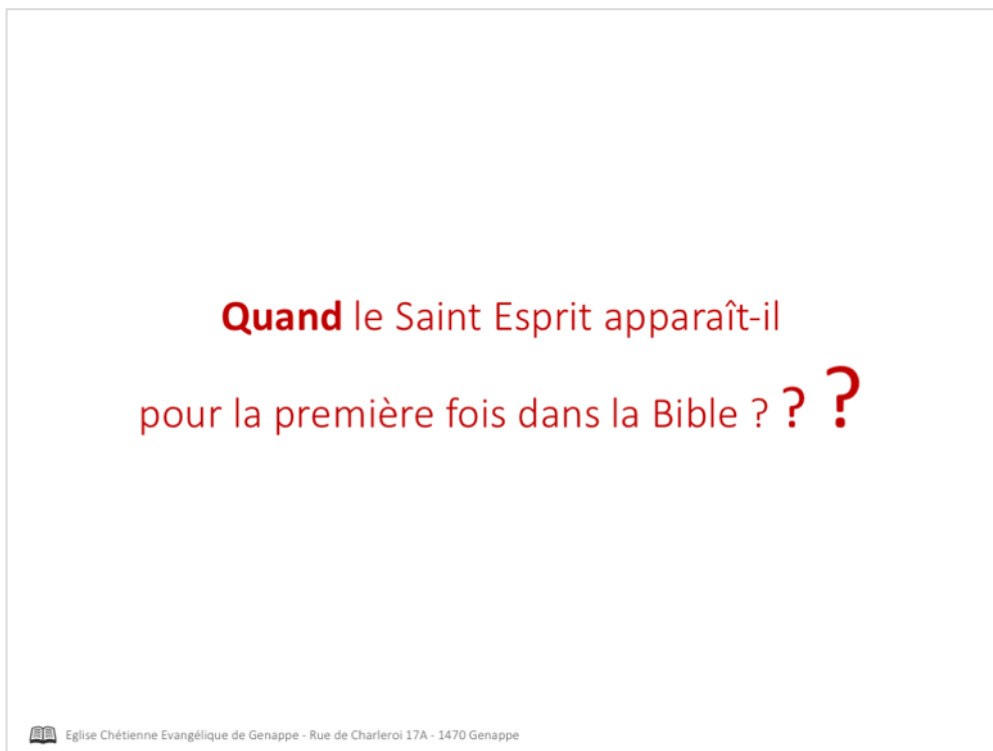 Quand le Saint Esprit apparaît-il
pour la première fois dans la Bible ? ? ?
Eglise Chétienne Evangélique de Genappe - Rue de Charleroi 17A - 1470 Genappe